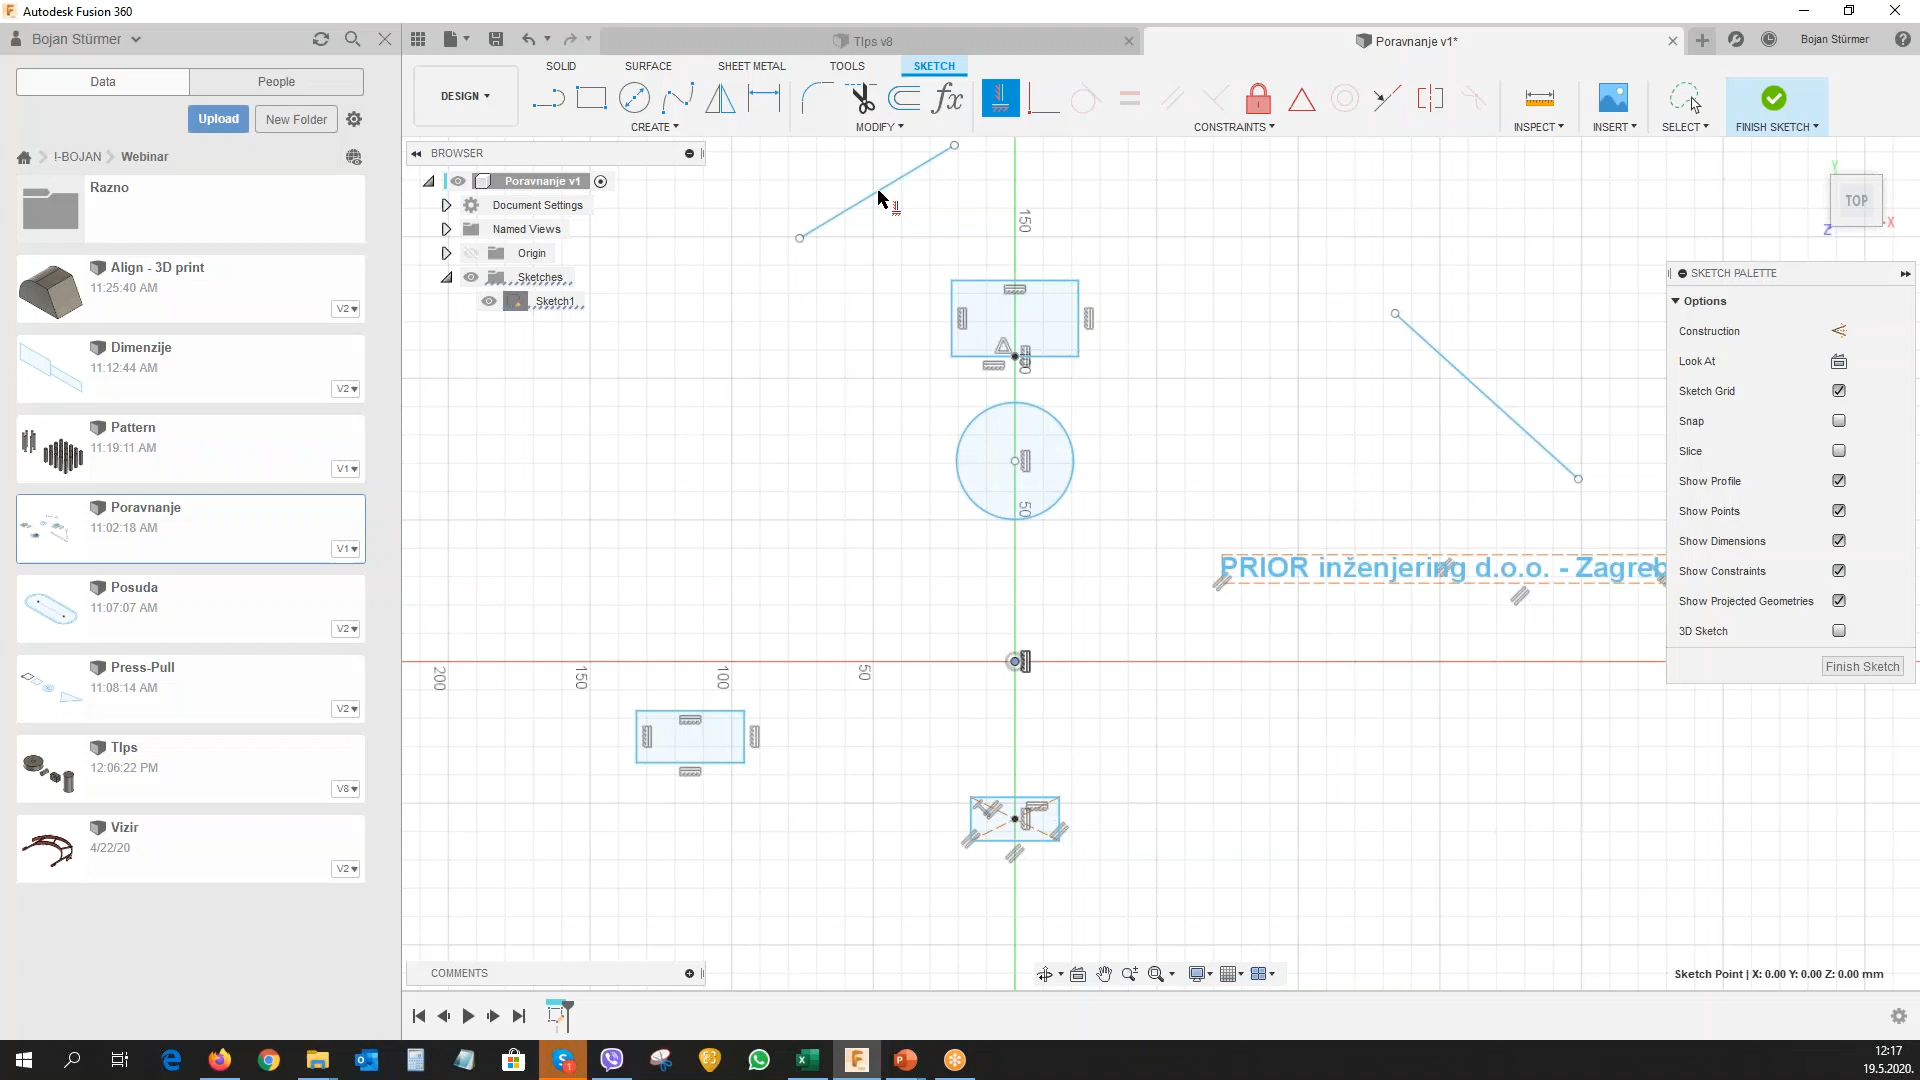 Autodesk Fusion 360
Bojan Stürmer
Data
People
Upload
New Folder
!-BOJAN
Webinar
Razno
Align - 3D print
11:25:40 AM
V2
Dimenzije
11:12:44 AM
V2
Pattern
11:19:11 AM
V1
Poravnanje
11:02:18 AM
V1
Posuda
11:07:07 AM
V2
Press-Pull
11:08:14 AM
V2
TIps
12:06:22 PM
V8
Vizir
4/22/20
V2
TIps v8
Poravnanje v1*
Bojan Stürmer
DESIGN
SOLID
SURFACE
SHEET METAL
TOOLS
SKETCH
CREATE
MODIFY
CONSTRAINTS
INSPECT
INSERT
SELECT
FINISH SKETCH
BROWSER
Poravnanje v1
Document Settings
Named Views
Origin
Sketches
Sketch1
150
50
200
150
100
50
PRIOR inženjering d.o.o. - Zagreb
TOP
Y
X
Z
SKETCH PALETTE
Options
Construction
Look At
Sketch Grid
Snap
Slice
Show Profile
Show Points
Show Dimensions
Show Constraints
Show Projected Geometries
3D Sketch
Finish Sketch
COMMENTS
Sketch Point | X: 0.00 Y: 0.00 Z: 0.00 mm
12:17
19.5.2020.